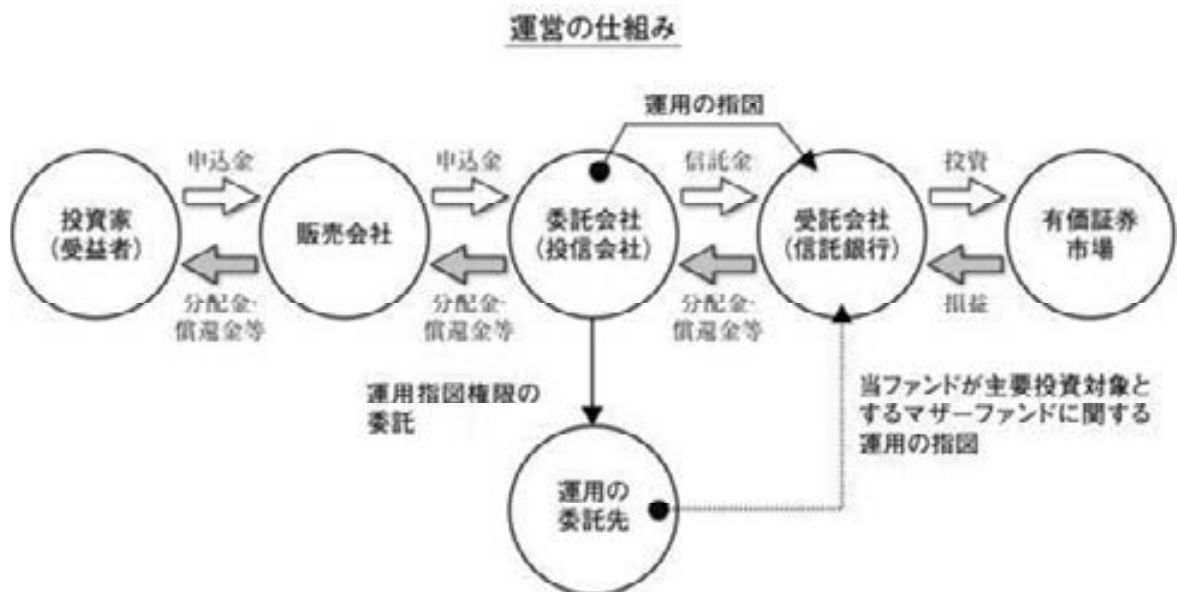 運営の仕組み
運用の指図
申込金
申込金
信託金
投資
投資家
(受益者)
販売会社
委託会社
(投信会社)
受託会社
(信託銀行)
有価証券
市場
分配金・
償還金等
分配金・
償還金等
分配金・
償還金等
損益
運用指図権限の
委託
当ファンドが主要投資対象と
するマザーファンドに関する
運用の指図
運用の
委託先